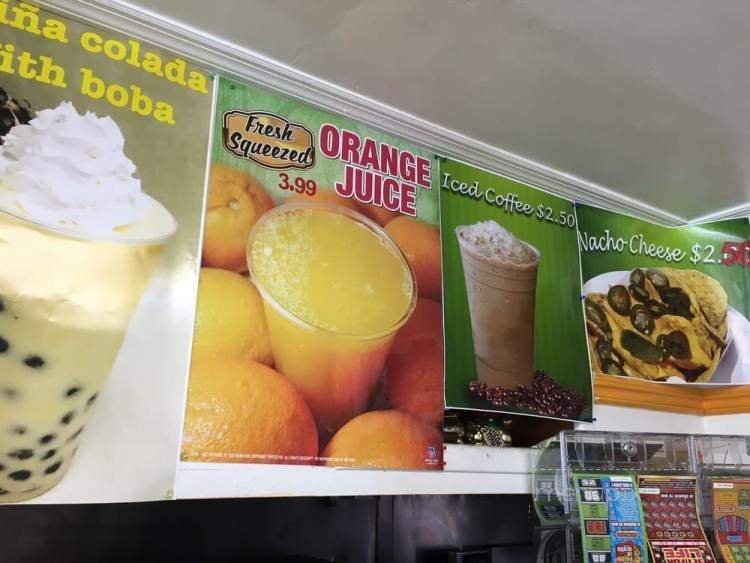 iña colada
ith boba
Fresh
Squeezed
ORANGE
JUICE
3.99
Iced Coffee $2.50
Nacho Cheese $2.50